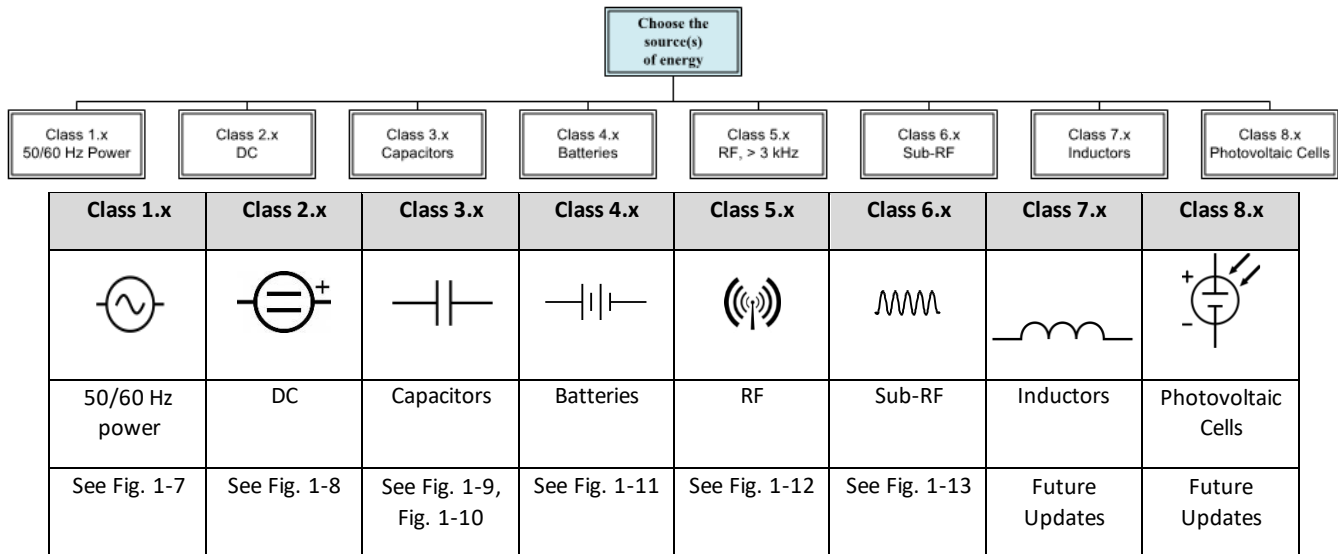 Choose the
source(s)
of energy
Class 1.x
50/60 Hz Power
Class 2.x
DC
Class 3.x
Capacitors
Class 4.x
Batteries
Class 5.x
RF, > 3 kHz
Class 6.x
Sub-RF
Class 7.x
Inductors
Class 8.x
Photovoltaic Cells
Class 1.x Class 2.x Class 3.x Class 4.x Class 5.x Class 6.x Class 7.x Class 8.x
+
+
-
50/60 Hz
power
DC
Capacitors
Batteries
RF
Sub-RF
Inductors
Photovoltaic
Cells
See Fig. 1-7
See Fig. 1-8
See Fig. 1-9,
Fig. 1-10
See Fig. 1-11
See Fig. 1-12
See Fig. 1-13
Future
Updates
Future
Updates